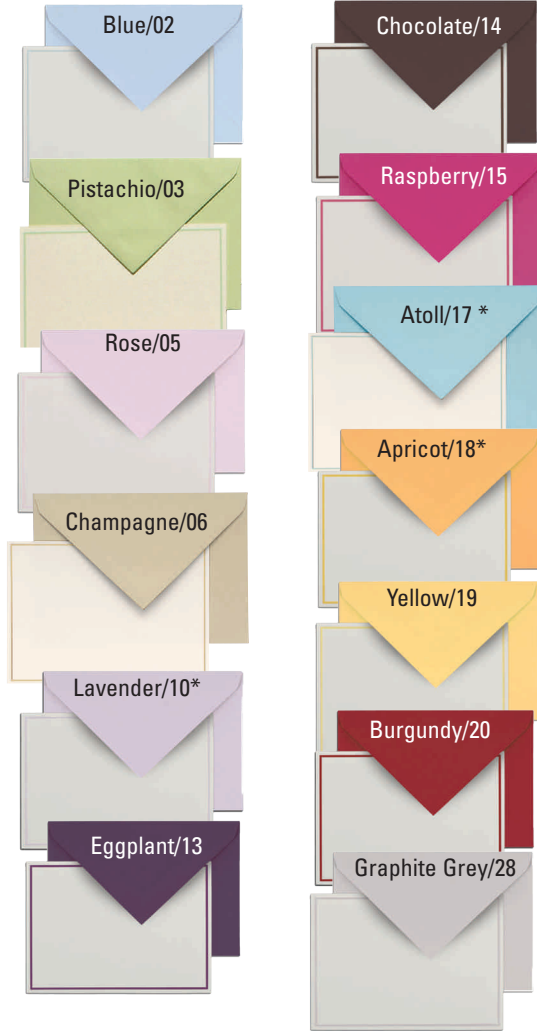 Blue/02
Pistachio/03
Rose/05
Champagne/06
Lavender/10*
Eggplant/13
Chocolate/14
Raspberry/15
Atoll/17 *
Apricot/18*
Yellow/19
Burgundy/20
Graphite Grey/28